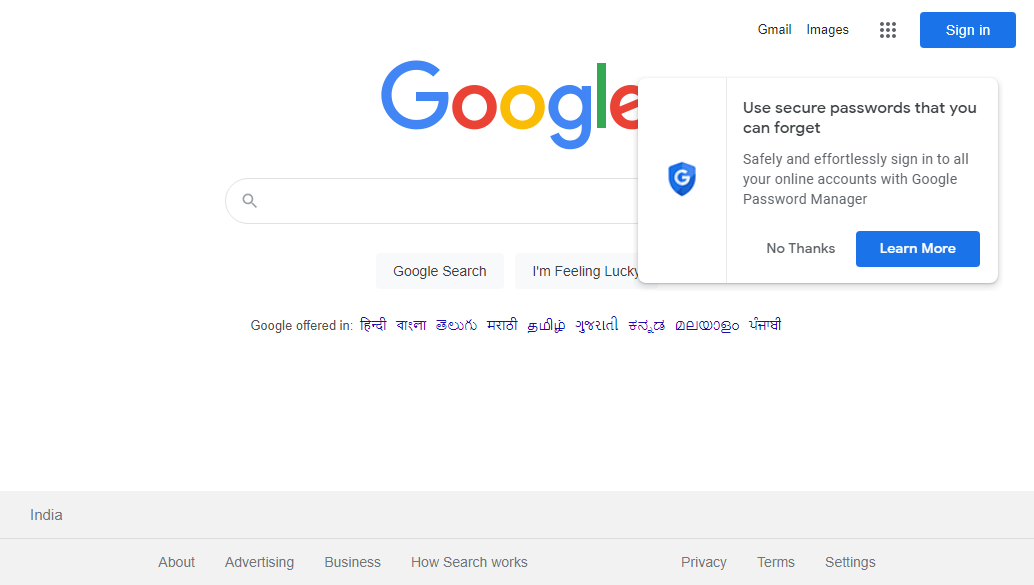 Gmail Images Sign in
Google
Use secure passwords that you
can forget
Safely and effortlessly sign in to all
your online accounts with Google
Password Manager
No Thanks Learn More
Google Search I'm Feeling Lucky
Google offered in: हिन्दी বাংলা తెలుగు मराठी தமிழ் ગુજરાતી ಕನ್ನಡ മലയാളം ਪੰਜਾਬੀ
India
About Advertising Business How Search works Privacy Terms Settings